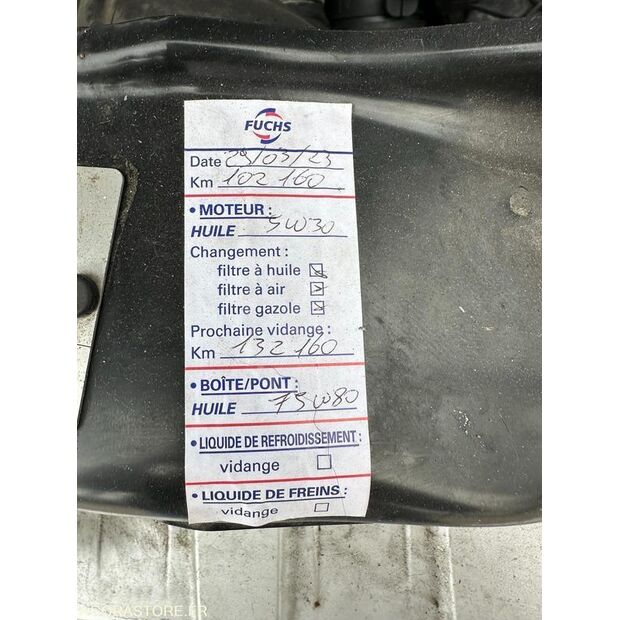 FUCHS
Date 29/03/23
Km 102 160
• MOTEUR :
HUILE 5W30
Changement :
filtre à huile
filtre à air
filtre gazole
Prochaine vidange :
Km 132 160
• BOÎTE/PONT :
HUILE 75W80
• LIQUIDE DE REFROIDISSEMENT :
vidange
• LIQUIDE DE FREINS :
vidange